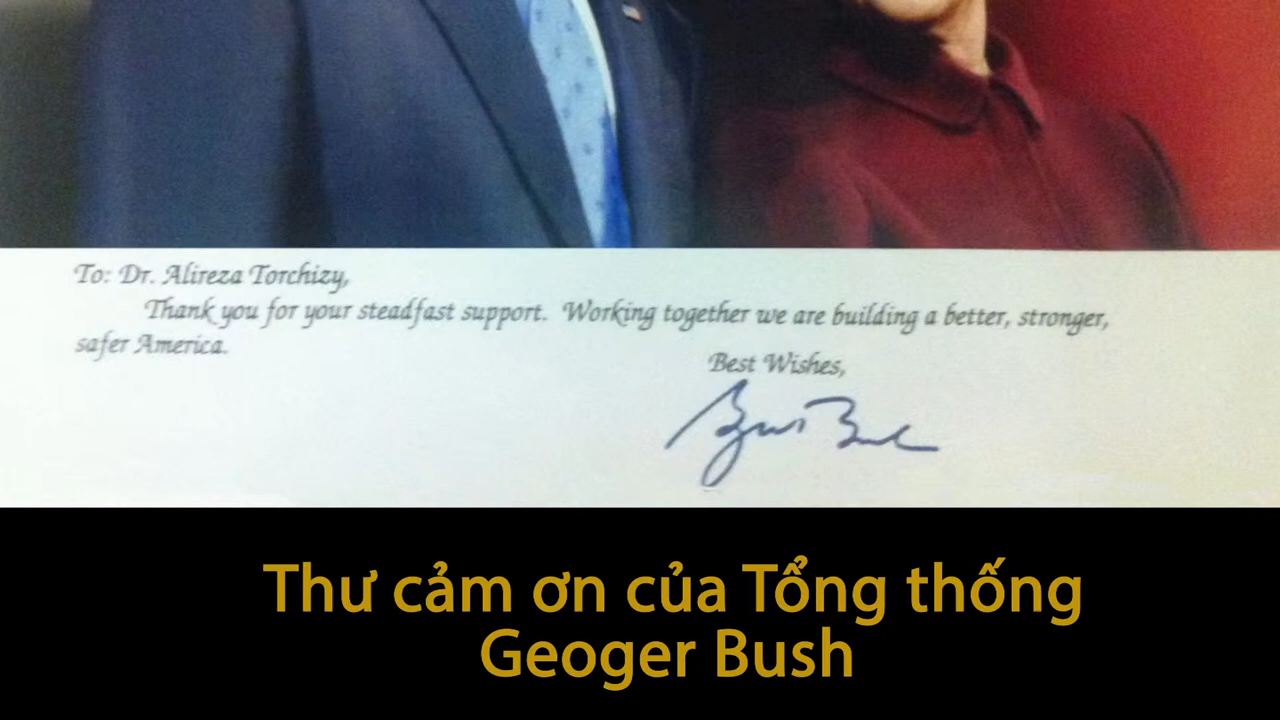 To: Dr. Alireza Torchizy,
Thank you for your steadfast support. Working together we are building a better, stronger,
safer America.
Best Wishes,
Thư cảm ơn của Tổng thống
Geoger Bush